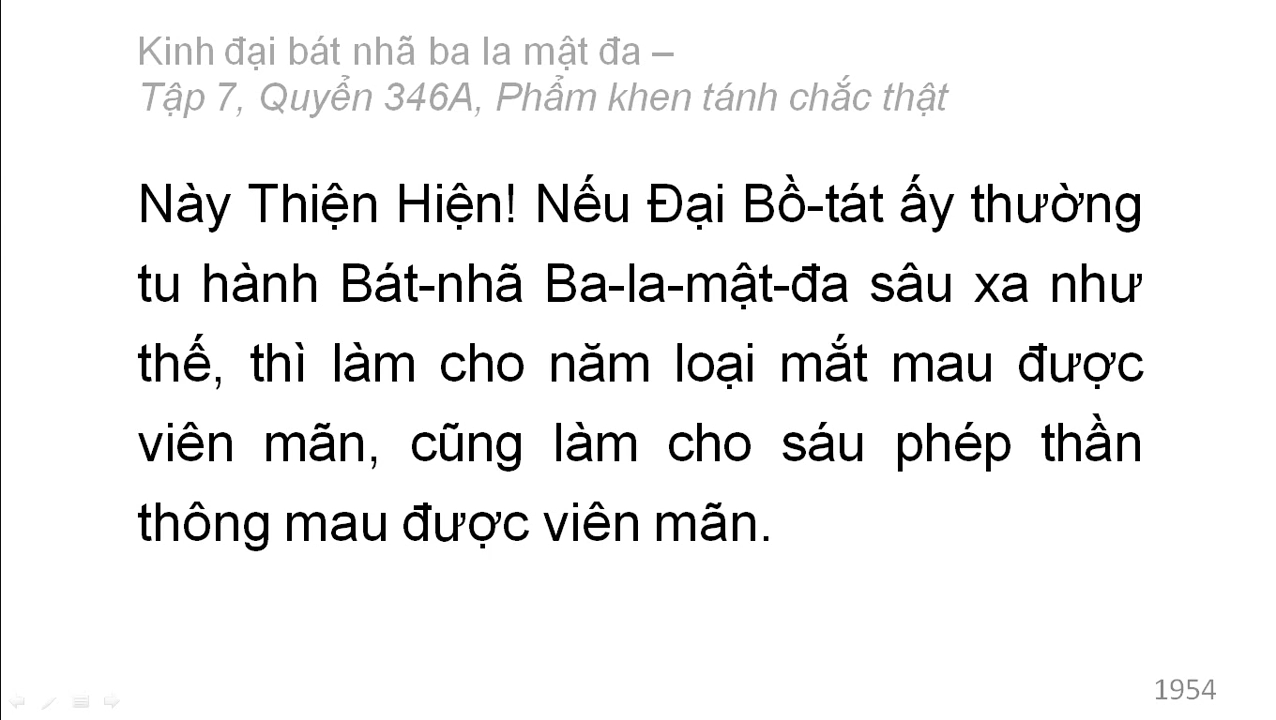 Kinh đại bát nhã ba la mật đa –
Tập 7, Quyển 346A, Phẩm khen tánh chắc thật
Này Thiện Hiện! Nếu Đại Bồ-tát ấy thường
tu hành Bát-nhã Ba-la-mật-đa sâu xa như
thế, thì làm cho năm loại mắt mau được
viên mãn, cũng làm cho sáu phép thần
thông mau được viên mãn.
1954